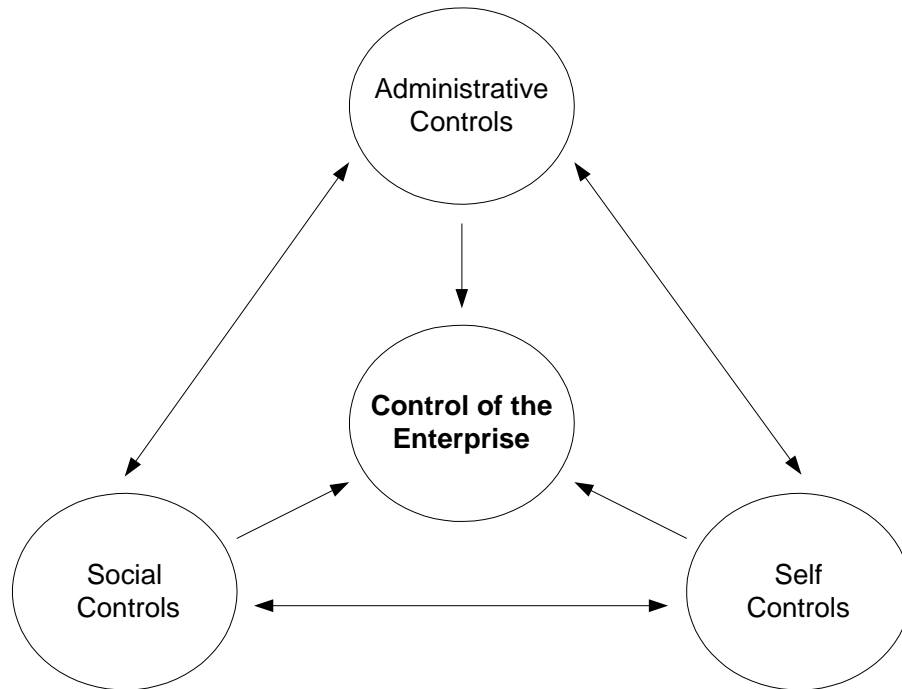 Administrative
Controls
Control of the
Enterprise
Social
Controls
Self
Controls